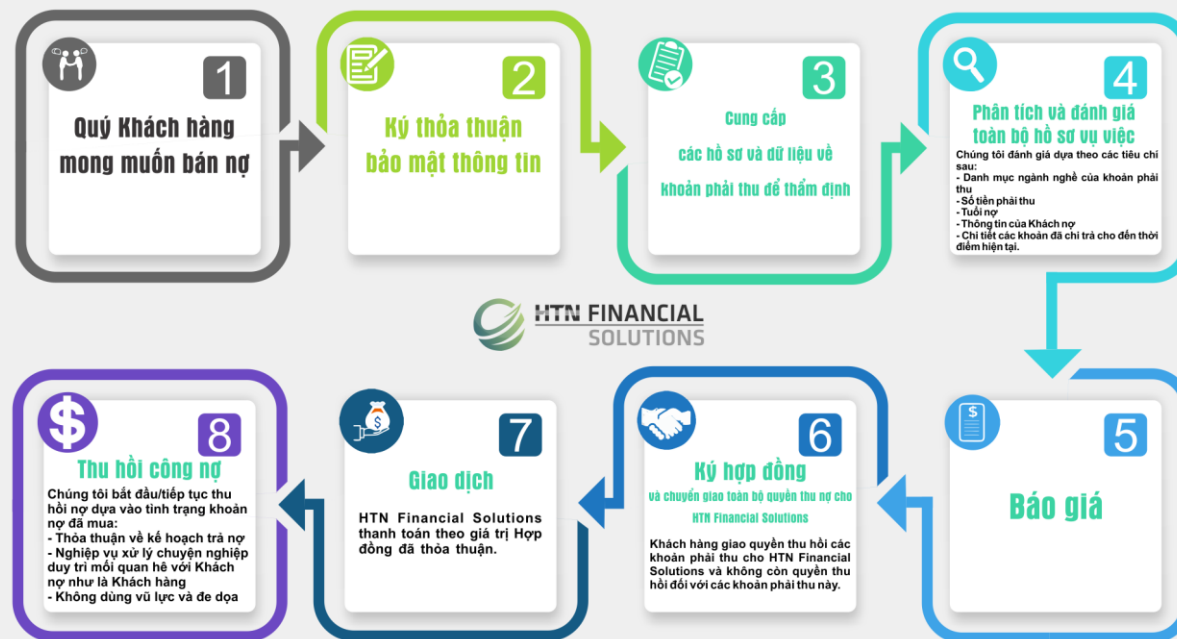 1
Quý Khách hàng
mong muốn bán nợ
2
Ký thỏa thuận
bảo mật thông tin
3
Cung cấp
các hồ sơ và dữ liệu về
khoản phải thu để thẩm định
4
Phân tích và đánh giá
toàn bộ hồ sơ vụ việc
Chúng tôi đánh giá dựa theo các tiêu chí
sau:
- Danh mục ngành nghề của khoản phải
thu
- Số tiền phải thu
- Tuổi nợ
- Thông tin của Khách nợ
- Chi tiết các khoản đã chi trả cho đến thời
điểm hiện tại.
HTN FINANCIAL
SOLUTIONS
5
Báo giá
6
Ký hợp đồng
và chuyển giao toàn bộ quyền thu nợ cho
HTN Financial Solutions
Khách hàng giao quyền thu hồi các
khoản phải thu cho HTN Financial
Solutions và không còn quyền thu
hồi đối với các khoản phải thu này.
7
Giao dịch
HTN Financial Solutions
thanh toán theo giá trị Hợp
đồng đã thỏa thuận.
8
Thu hồi công nợ
Chúng tôi bắt đầu/tiếp tục thu
hồi nợ dựa vào tình trạng khoản
nợ đã mua:
- Thỏa thuận về kế hoạch trả nợ
- Nghiệp vụ xử lý chuyện nghiệp
duy trì mối quan hê với Khách
nợ như là Khách hàng
- Không dùng vũ lực và đe dọa